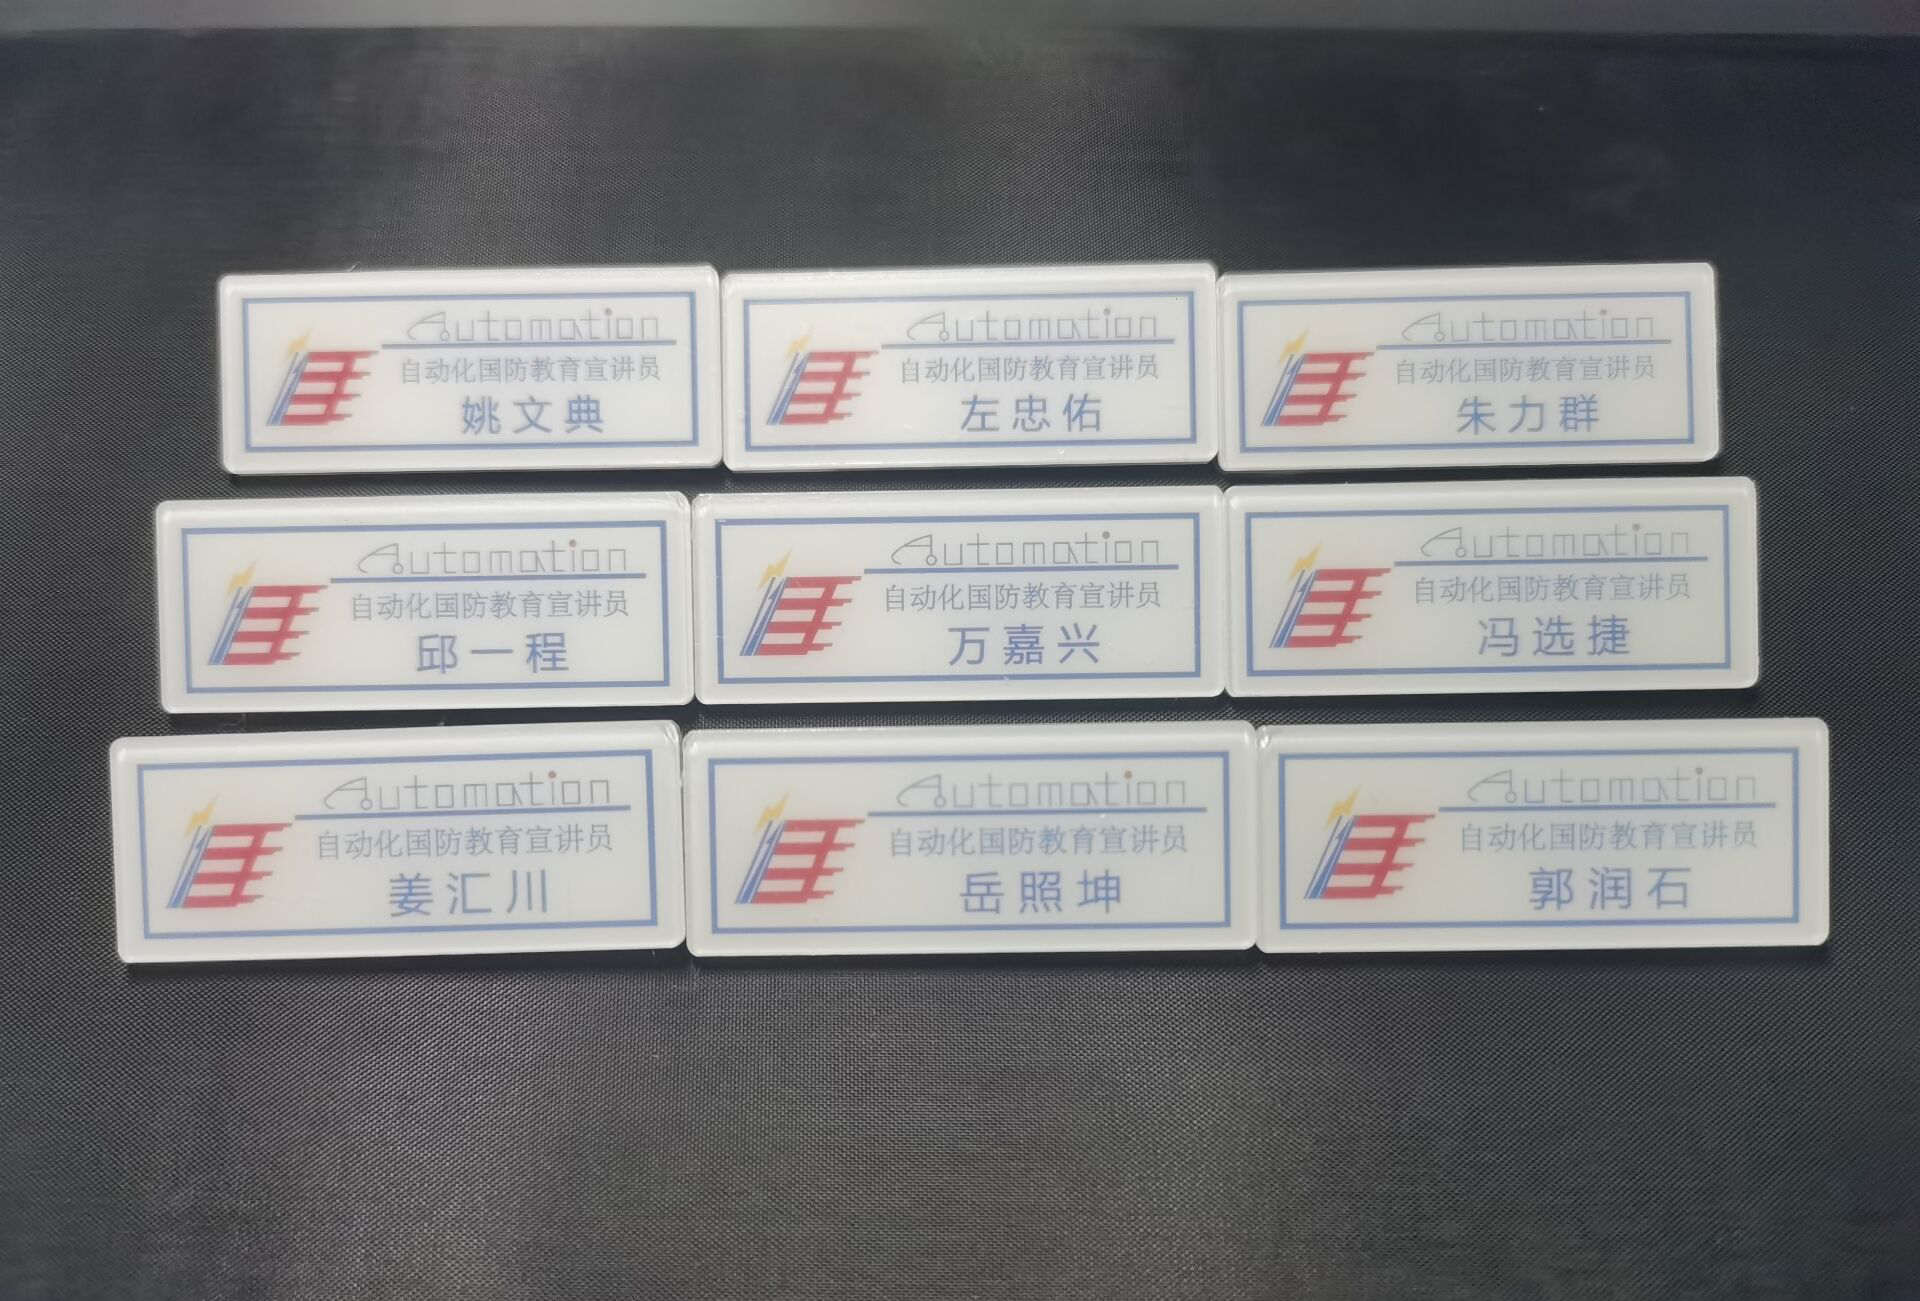 Automation
自动化国防教育宣讲员
姚文典
Automation
自动化国防教育宣讲员
左忠佑
Automation
自动化国防教育宣讲员
朱力群
Automation
自动化国防教育宣讲员
邱一程
Automation
自动化国防教育宣讲员
万嘉兴
Automation
自动化国防教育宣讲员
冯选捷
Automation
自动化国防教育宣讲员
姜汇川
Automation
自动化国防教育宣讲员
岳照坤
Automation
自动化国防教育宣讲员
郭润石